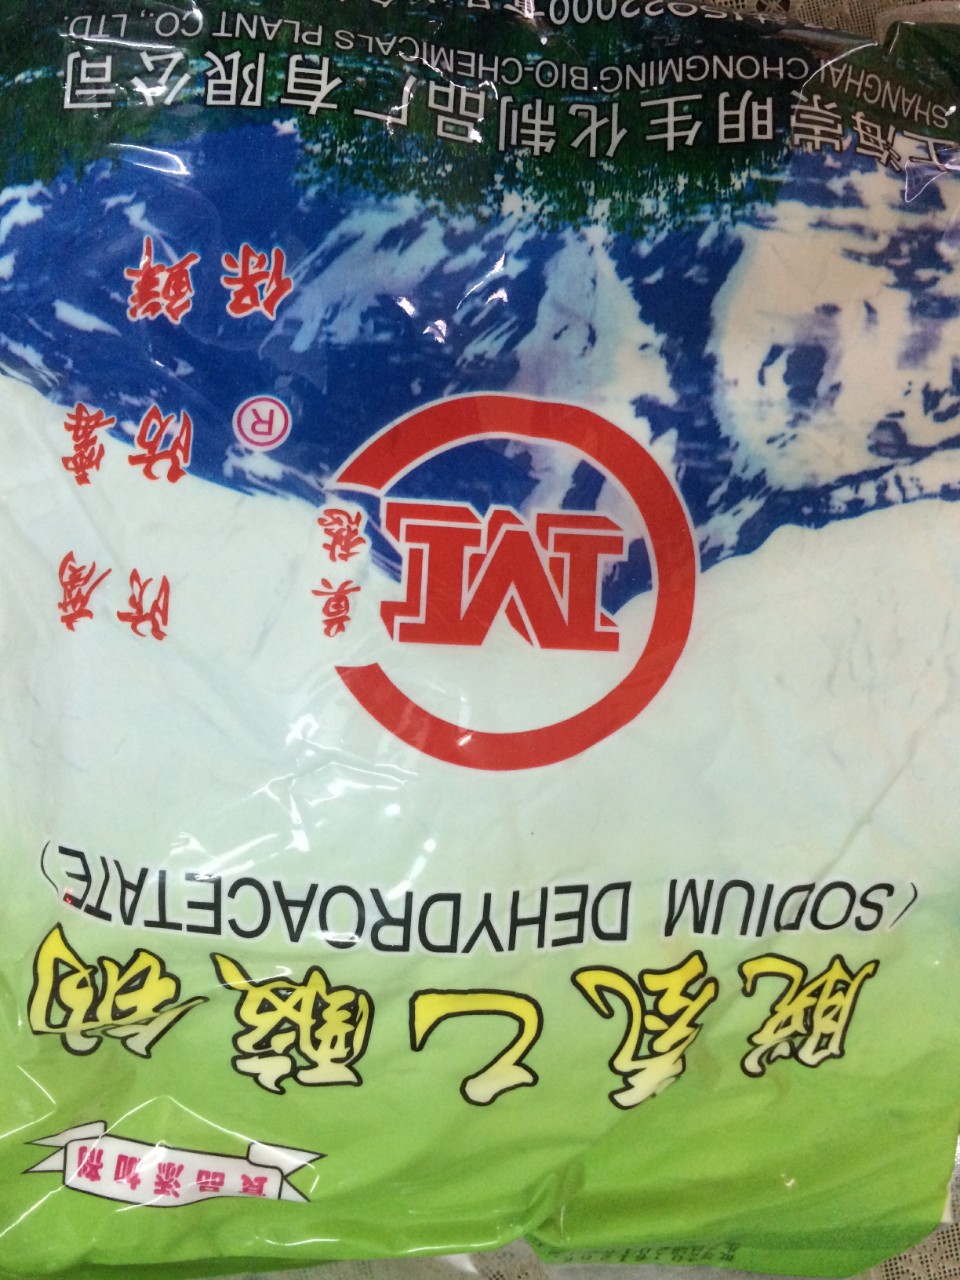 食品添加剂
脱氢乙酸钠
(SODIUM DEHYDROACETATE)
M
防腐
防霉
®
保鲜
上海崇明生化制品厂有限公司
SHANGHAI CHONGMING BIO-CHEMICALS PLANT CO., LTD.
ISO22000